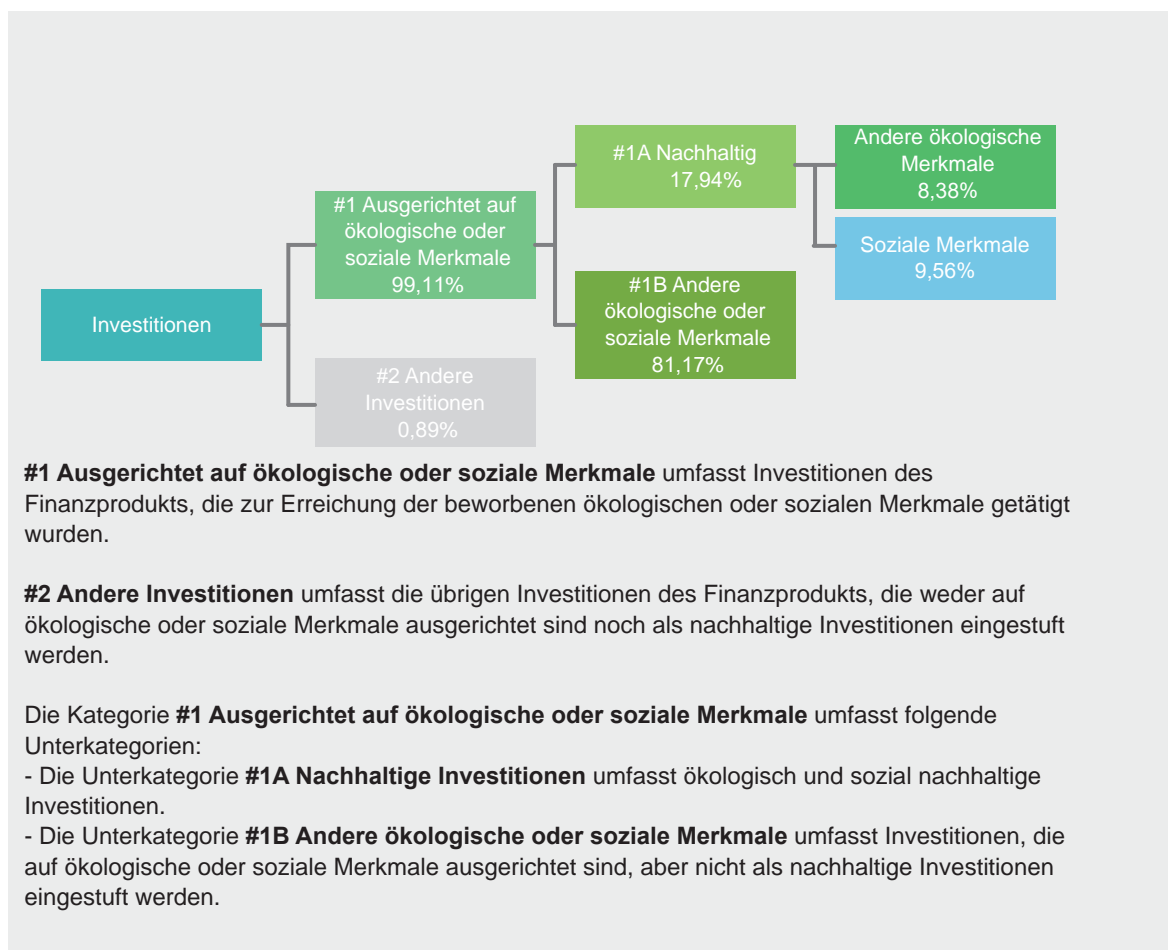 Investitionen
#1 Ausgerichtet auf
ökologische oder
soziale Merkmale
99,11%
#2 Andere
Investitionen
0,89%
#1A Nachhaltig
17,94%
#1B Andere
ökologische oder
soziale Merkmale
81,17%
Andere ökologische
Merkmale
8,38%
Soziale Merkmale
9,56%
#1 Ausgerichtet auf ökologische oder soziale Merkmale umfasst Investitionen des
Finanzprodukts, die zur Erreichung der beworbenen ökologischen oder sozialen Merkmale getätigt
wurden.
#2 Andere Investitionen umfasst die übrigen Investitionen des Finanzprodukts, die weder auf
ökologische oder soziale Merkmale ausgerichtet sind noch als nachhaltige Investitionen eingestuft
werden.
Die Kategorie #1 Ausgerichtet auf ökologische oder soziale Merkmale umfasst folgende
Unterkategorien:
- Die Unterkategorie #1A Nachhaltige Investitionen umfasst ökologisch und sozial nachhaltige
Investitionen.
- Die Unterkategorie #1B Andere ökologische oder soziale Merkmale umfasst Investitionen, die
auf ökologische oder soziale Merkmale ausgerichtet sind, aber nicht als nachhaltige Investitionen
eingestuft werden.